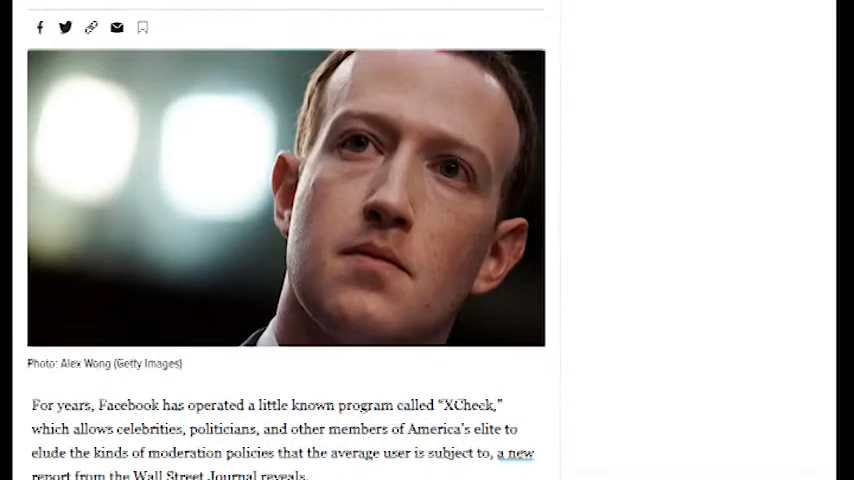 Photo: Alex Wong (Getty Images)
For years, Facebook has operated a little known program called “XCheck,”
which allows celebrities, politicians, and other members of America’s elite to
elude the kinds of moderation policies that the average user is subject to, a new
report from the Wall Street Journal reveals.